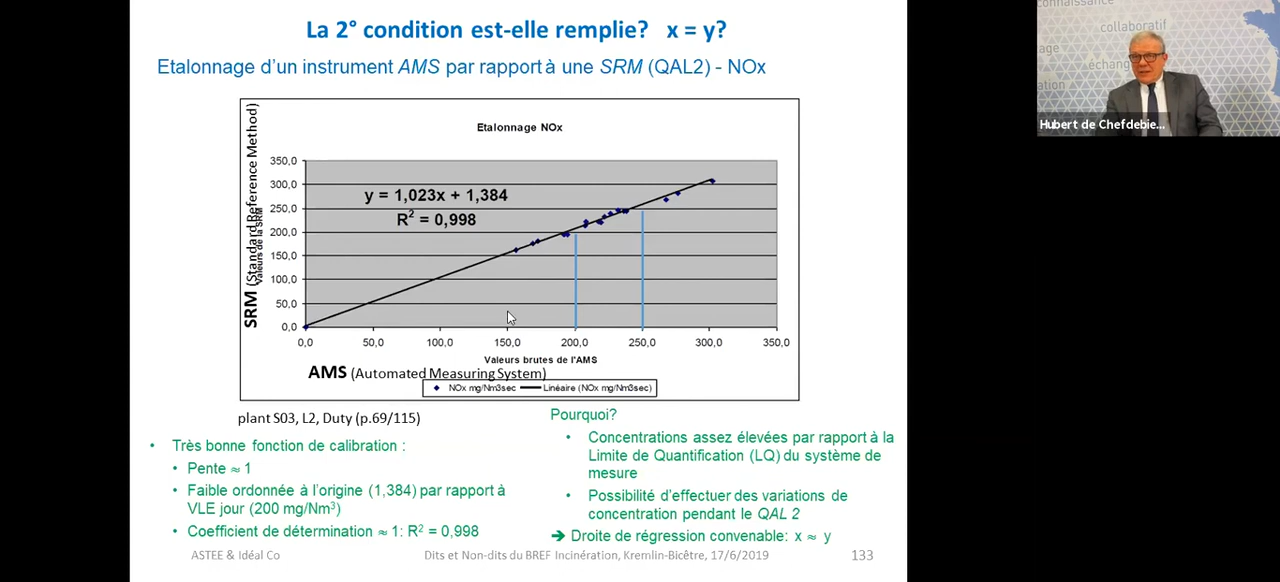 La 2° condition est-elle remplie? x = y?
Etalonnage d'un instrument AMS par rapport à une SRM (QAL2) - NOx
Etalonnage NOx
SRM (Standard Reference Method)
Valeurs de la SRM
350,0
300,0
250,0
200,0
150,0
100,0
50,0
0,0
y = 1,023x + 1,384
R² = 0,998
0,0 50,0 100,0 150,0 200,0 250,0 300,0 350,0
Valeurs brutes de l'AMS
AMS (Automated Measuring System)
NOx mg/Nm3sec Linéaire (NOx mg/Nm3sec)
plant S03, L2, Duty (p.69/115)
• Très bonne fonction de calibration :
• Pente ≈ 1
• Faible ordonnée à l'origine (1,384) par rapport à
VLE jour (200 mg/Nm³)
• Coefficient de détermination ≈ 1: R² = 0,998
Pourquoi?
• Concentrations assez élevées par rapport à la
Limite de Quantification (LQ) du système de
mesure
• Possibilité d'effectuer des variations de
concentration pendant le QAL 2
➔ Droite de régression convenable: x ≈ y
ASTEE & Idéal Co Dits et Non-dits du BREF Incinération, Kremlin-Bicêtre, 17/6/2019 133
connaissance
collaboratif
Hubert de Chefdebie...